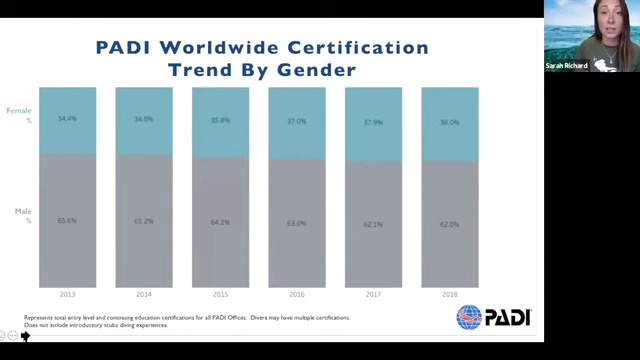 PADI Worldwide Certification
Trend By Gender
Sarah Richard
Female
%
34.4% 34.8% 35.8% 37.0% 37.9% 38.0%
Male
%
65.6% 65.2% 64.2% 63.0% 62.1% 62.0%
2013 2014 2015 2016 2017 2018
Represents total entry level and continuing education certifications for all PADI Offices. Divers may have multiple certifications.
Does not include introductory scuba diving experiences.
PADI